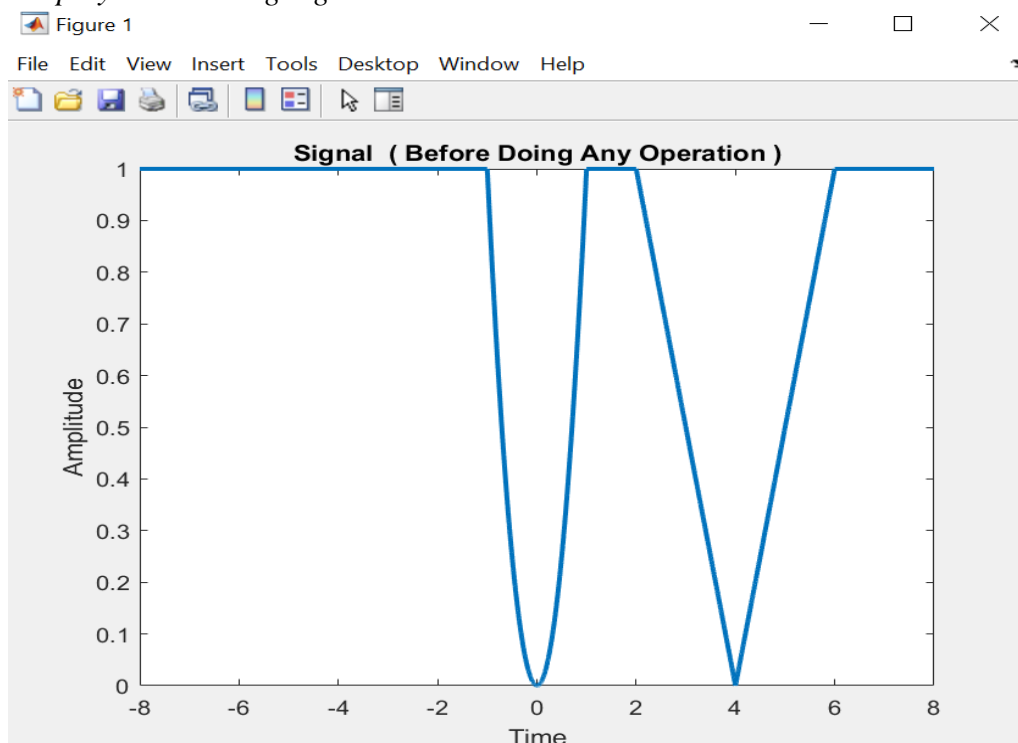 Figure 1
File Edit View Insert Tools Desktop Window Help
Signal ( Before Doing Any Operation )
1
0.9
0.8
0.7
0.6
0.5
0.4
0.3
0.2
0.1
0
Amplitude
-8 -6 -4 -2 0 2 4 6 8
Time